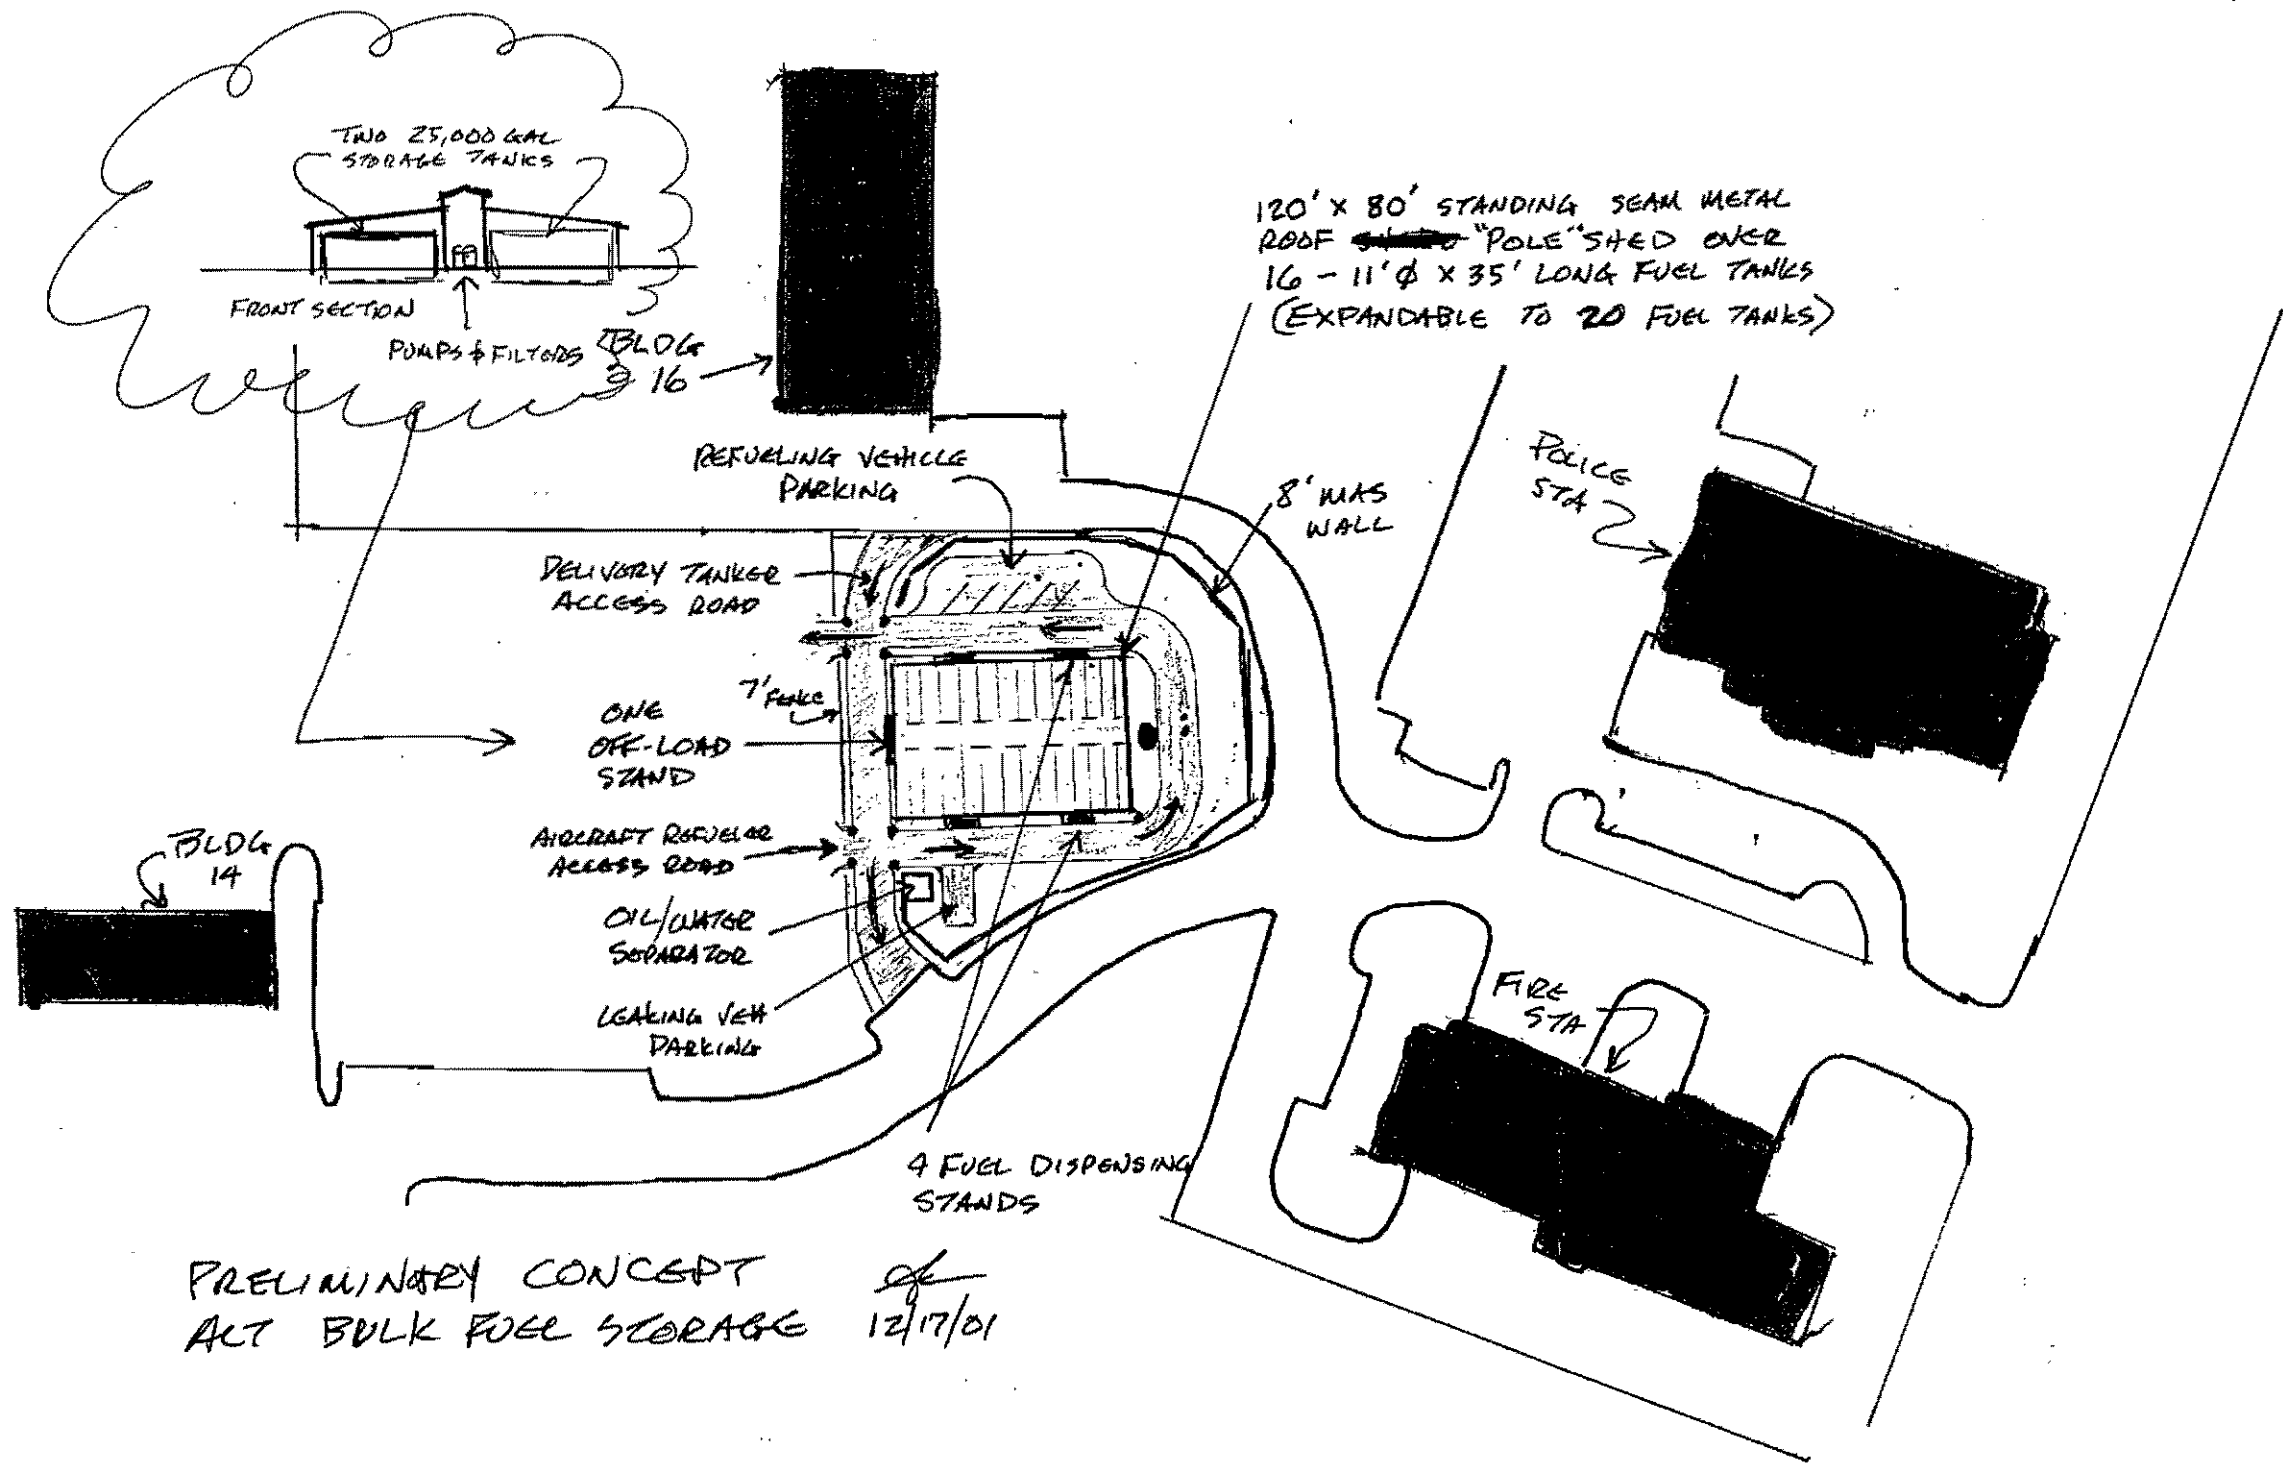 TWO 25,000 GAL
STORAGE TANKS
FRONT SECTION
PUMPS & FILTORS
BLDG
16
120' X 80' STANDING SEAM METAL
ROOF "POLE" SHED OVER
16 - 11' Ø X 35' LONG FUEL TANKS
(EXPANDABLE TO 20 FUEL TANKS)
REFUELING VEHICLE
PARKING
8' MAS
WALL
POLICE
STA
DELIVERY TANKER
ACCESS ROAD
7' FENCE
ONE
OFF-LOAD
STAND
AIRCRAFT REFUELER
ACCESS ROAD
BLDG
14
OIL/WATER
SEPARATOR
LEAKING VEH
PARKING
FIRE
STA
4 FUEL DISPENSING
STANDS
PRELIMINARY CONCEPT
ALT BULK FUEL STORAGE
12/17/01